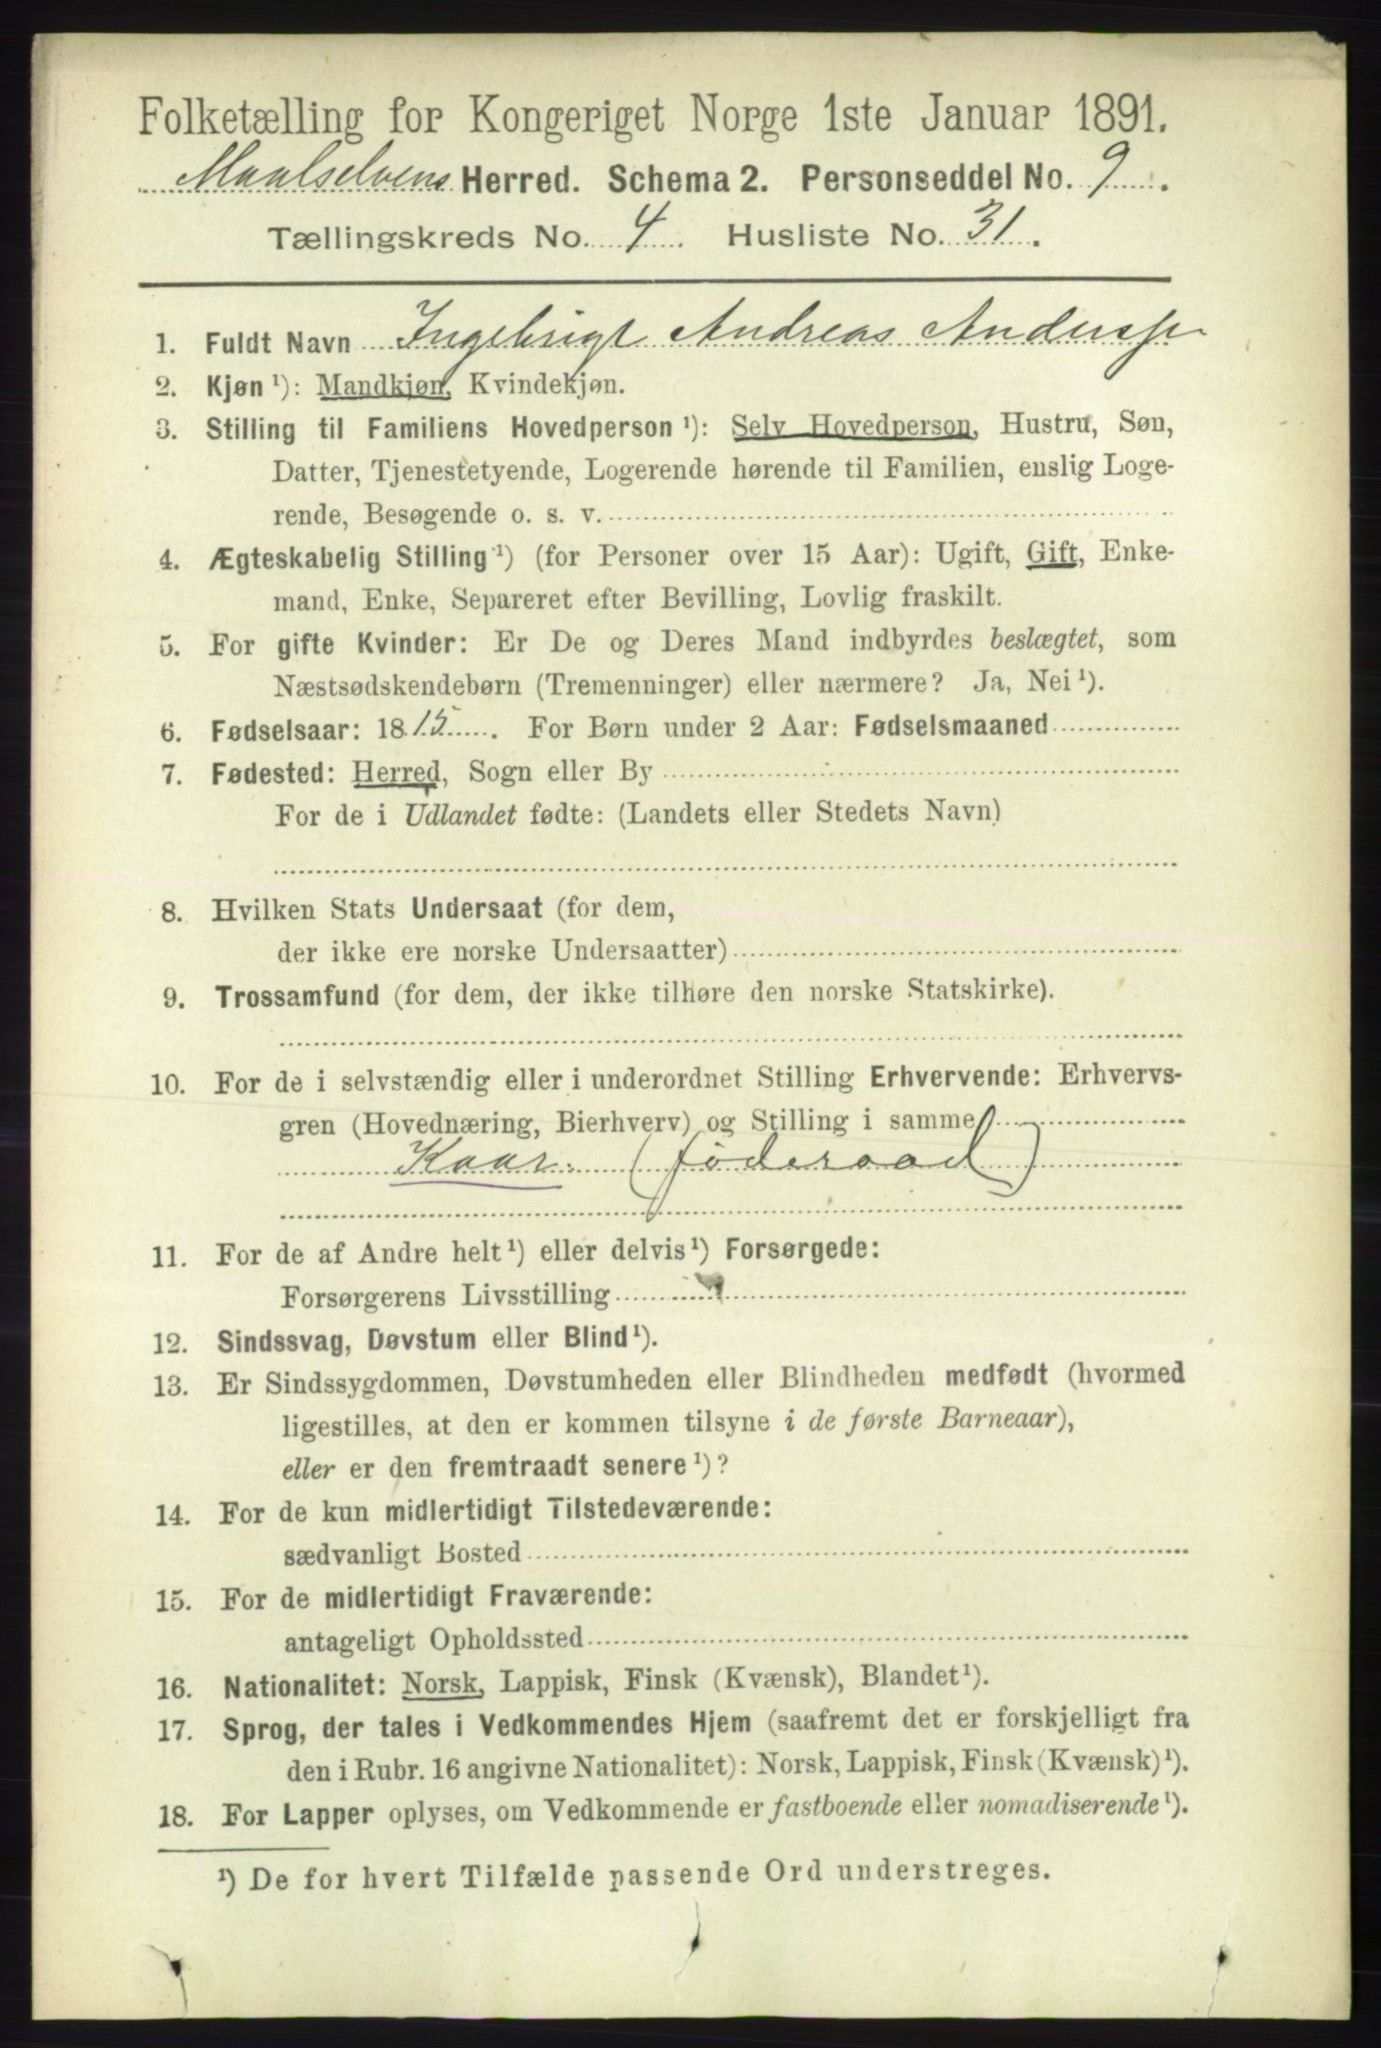 Folketælling for Kongeriget Norge 1ste Januar 1891.
Maalselvens Herred. Schema 2. Personseddel No. 9.
Tællingskreds No. 4. Husliste No. 31.
1. Fuldt Navn Ingebrigt Andreas Anderss.
2. Kjøn ¹): Mandkjøn, Kvindekjøn.
3. Stilling til Familiens Hovedperson ¹): Selv Hovedperson, Hustru, Søn,
Datter, Tjenestetyende, Logerende hørende til Familien, enslig Loge-
rende, Besøgende o. s. v.
4. Ægteskabelig Stilling ¹) (for Personer over 15 Aar): Ugift, Gift, Enke-
mand, Enke, Separeret efter Bevilling, Lovlig fraskilt.
5. For gifte Kvinder: Er De og Deres Mand indbyrdes beslægtet, som
Næstsødskendebørn (Tremenninger) eller nærmere? Ja, Nei ¹).
6. Fødselsaar: 1815. For Børn under 2 Aar: Fødselsmaaned
7. Fødested: Herred, Sogn eller By
For de i Udlandet fødte: (Landets eller Stedets Navn)
8. Hvilken Stats Undersaat (for dem,
der ikke ere norske Undersaatter)
9. Trossamfund (for dem, der ikke tilhøre den norske Statskirke).
10. For de i selvstændig eller i underordnet Stilling Erhvervende: Erhvervs-
gren (Hovednæring, Bierhverv) og Stilling i samme
Kaar. (føderaad)
11. For de af Andre helt ¹) eller delvis ¹) Forsørgede:
Forsørgerens Livsstilling
12. Sindssvag, Døvstum eller Blind ¹).
13. Er Sindssygdommen, Døvstumheden eller Blindheden medfødt (hvormed
ligestilles, at den er kommen tilsyne i de første Barneaar),
eller er den fremtraadt senere ¹)?
14. For de kun midlertidigt Tilstedeværende:
sædvanligt Bosted
15. For de midlertidigt Fraværende:
antageligt Opholdssted
16. Nationalitet: Norsk, Lappisk, Finsk (Kvænsk), Blandet ¹).
17. Sprog, der tales i Vedkommendes Hjem (saafremt det er forskjelligt fra
den i Rubr. 16 angivne Nationalitet): Norsk, Lappisk, Finsk (Kvænsk) ¹).
18. For Lapper oplyses, om Vedkommende er fastboende eller nomadiserende ¹).
¹) De for hvert Tilfælde passende Ord understreges.